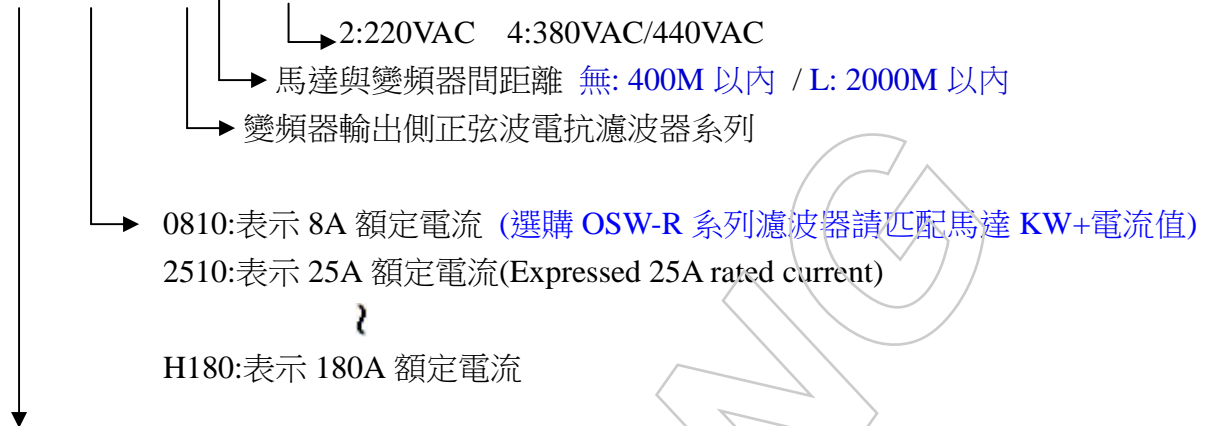 2:220VAC 4:380VAC/440VAC
馬達與變頻器間距離 無: 400M 以內 / L: 2000M 以內
變頻器輸出側正弦波電抗濾波器系列
0810:表示 8A 額定電流 (選購 OSW-R 系列濾波器請匹配馬達 KW+電流值)
2510:表示 25A 額定電流(Expressed 25A rated current)
~
H180:表示 180A 額定電流
NG